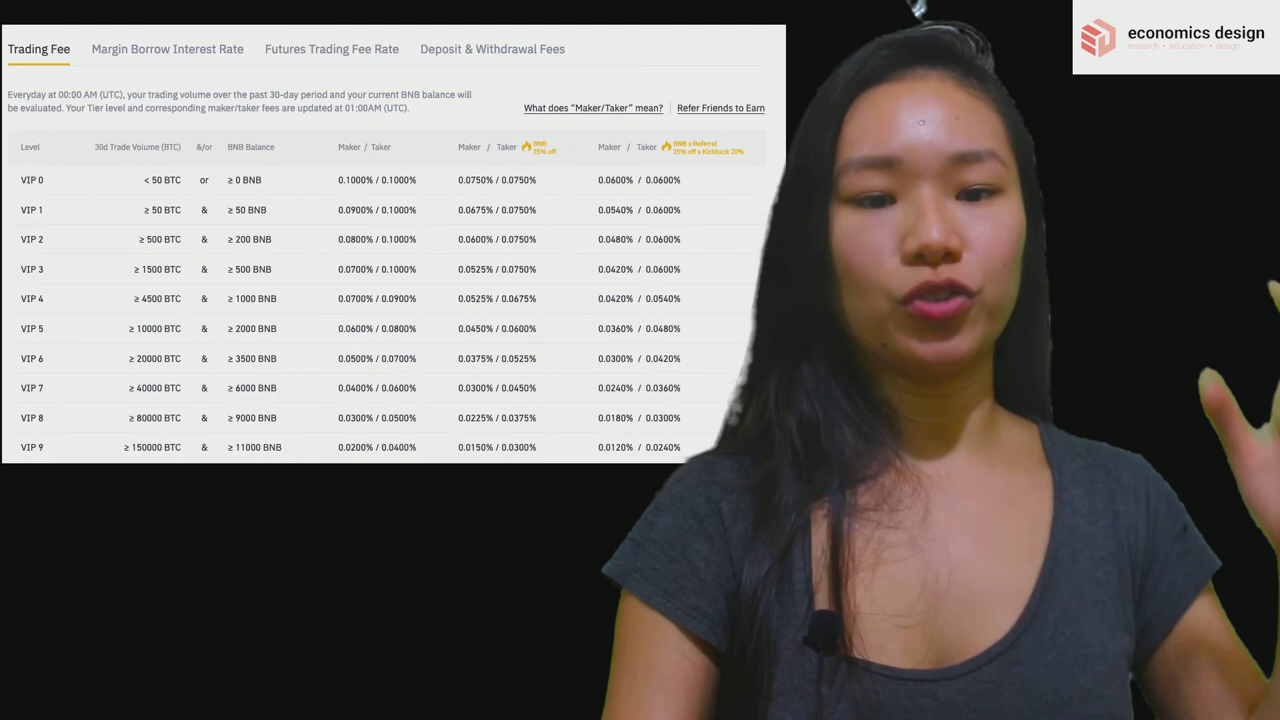 economics design
research • education • design
Trading Fee Margin Borrow Interest Rate Futures Trading Fee Rate Deposit & Withdrawal Fees
Everyday at 00:00 AM (UTC), your trading volume over the past 30-day period and your current BNB balance will
be evaluated. Your Tier level and corresponding maker/taker fees are updated at 01:00AM (UTC).
What does “Maker/Taker” mean? Refer Friends to Earn
Level 30d Trade Volume (BTC) &/or BNB Balance Maker / Taker Maker / Taker BNB 25% off Maker / Taker BNB x Referral 25% off x Kickback 20%
VIP 0 < 50 BTC or ≥ 0 BNB 0.1000% / 0.1000% 0.0750% / 0.0750% 0.0600% / 0.0600%
VIP 1 ≥ 50 BTC & ≥ 50 BNB 0.0900% / 0.1000% 0.0675% / 0.0750% 0.0540% / 0.0600%
VIP 2 ≥ 500 BTC & ≥ 200 BNB 0.0800% / 0.1000% 0.0600% / 0.0750% 0.0480% / 0.0600%
VIP 3 ≥ 1500 BTC & ≥ 500 BNB 0.0700% / 0.1000% 0.0525% / 0.0750% 0.0420% / 0.0600%
VIP 4 ≥ 4500 BTC & ≥ 1000 BNB 0.0700% / 0.0900% 0.0525% / 0.0675% 0.0420% / 0.0540%
VIP 5 ≥ 10000 BTC & ≥ 2000 BNB 0.0600% / 0.0800% 0.0450% / 0.0600% 0.0360% / 0.0480%
VIP 6 ≥ 20000 BTC & ≥ 3500 BNB 0.0500% / 0.0700% 0.0375% / 0.0525% 0.0300% / 0.0420%
VIP 7 ≥ 40000 BTC & ≥ 6000 BNB 0.0400% / 0.0600% 0.0300% / 0.0450% 0.0240% / 0.0360%
VIP 8 ≥ 80000 BTC & ≥ 9000 BNB 0.0300% / 0.0500% 0.0225% / 0.0375% 0.0180% / 0.0300%
VIP 9 ≥ 150000 BTC & ≥ 11000 BNB 0.0200% / 0.0400% 0.0150% / 0.0300% 0.0120% / 0.0240%